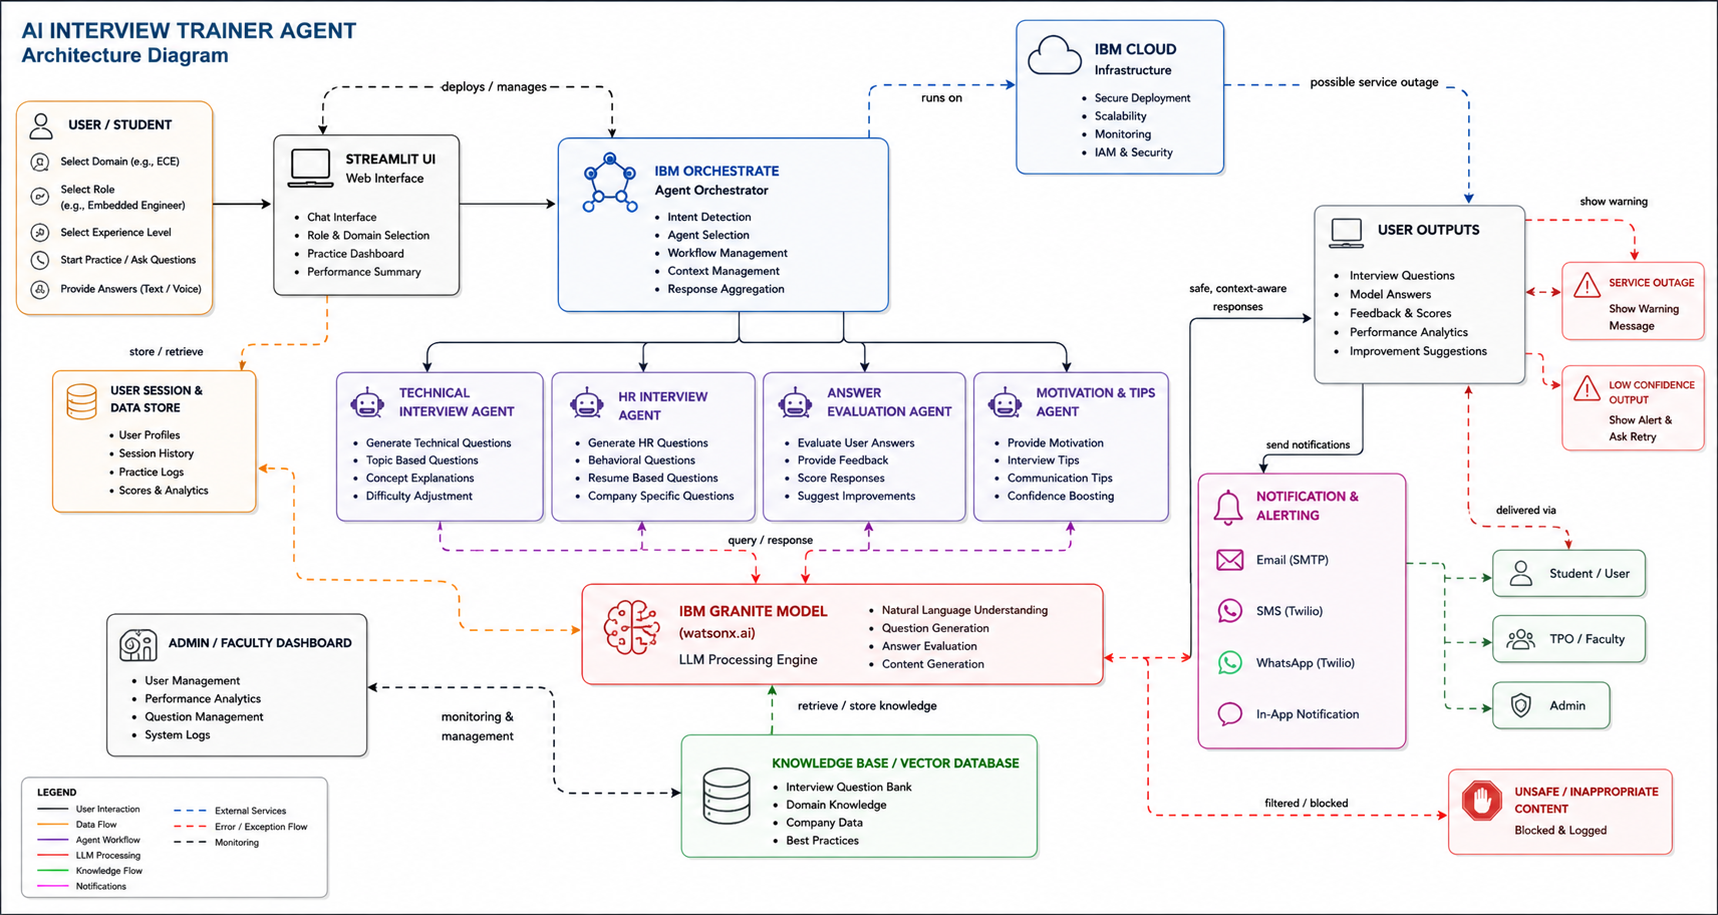 AI INTERVIEW TRAINER AGENT
Architecture Diagram
USER / STUDENT
Select Domain (e.g., ECE)
Select Role
(e.g., Embedded Engineer)
Select Experience Level
Start Practice / Ask Questions
Provide Answers (Text / Voice)
deploys / manages
STREAMLIT UI
Web Interface
• Chat Interface
• Role & Domain Selection
• Practice Dashboard
• Performance Summary
IBM ORCHESTRATE
Agent Orchestrator
• Intent Detection
• Agent Selection
• Workflow Management
• Context Management
• Response Aggregation
runs on
IBM CLOUD
Infrastructure
• Secure Deployment
• Scalability
• Monitoring
• IAM & Security
possible service outage
USER OUTPUTS
• Interview Questions
• Model Answers
• Feedback & Scores
• Performance Analytics
• Improvement Suggestions
show warning
SERVICE OUTAGE
Show Warning
Message
LOW CONFIDENCE
OUTPUT
Show Alert &
Ask Retry
safe, context-aware
responses
store / retrieve
USER SESSION &
DATA STORE
• User Profiles
• Session History
• Practice Logs
• Scores & Analytics
TECHNICAL
INTERVIEW AGENT
• Generate Technical Questions
• Topic Based Questions
• Concept Explanations
• Difficulty Adjustment
HR INTERVIEW
AGENT
• Generate HR Questions
• Behavioral Questions
• Resume Based Questions
• Company Specific Questions
ANSWER
EVALUATION AGENT
• Evaluate User Answers
• Provide Feedback
• Score Responses
• Suggest Improvements
MOTIVATION & TIPS
AGENT
• Provide Motivation
• Interview Tips
• Communication Tips
• Confidence Boosting
query / response
send notifications
NOTIFICATION &
ALERTING
Email (SMTP)
SMS (Twilio)
WhatsApp (Twilio)
In-App Notification
delivered via
Student / User
TPO / Faculty
Admin
IBM GRANITE MODEL
(watsonx.ai)
LLM Processing Engine
• Natural Language Understanding
• Question Generation
• Answer Evaluation
• Content Generation
ADMIN / FACULTY DASHBOARD
• User Management
• Performance Analytics
• Question Management
• System Logs
monitoring &
management
retrieve / store knowledge
KNOWLEDGE BASE / VECTOR DATABASE
• Interview Question Bank
• Domain Knowledge
• Company Data
• Best Practices
filtered / blocked
UNSAFE / INAPPROPRIATE
CONTENT
Blocked & Logged
LEGEND
User Interaction
Data Flow
Agent Workflow
LLM Processing
Knowledge Flow
Notifications
External Services
Error / Exception Flow
Monitoring